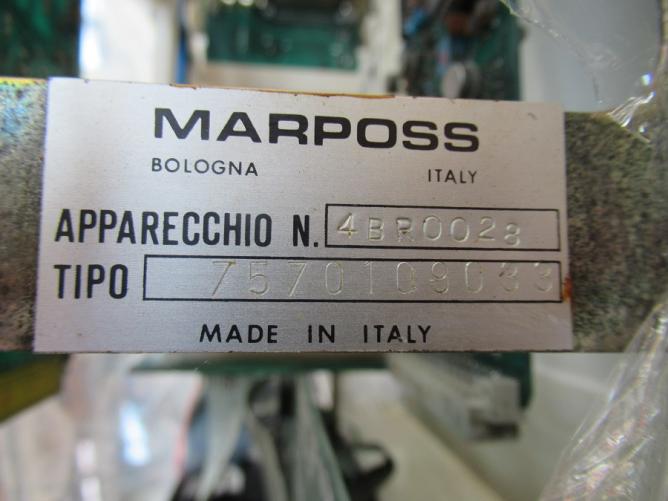 MARPOSS
BOLOGNA ITALY
APPARECCHIO N. 4BR0028
TIPO 7570109033
MADE IN ITALY